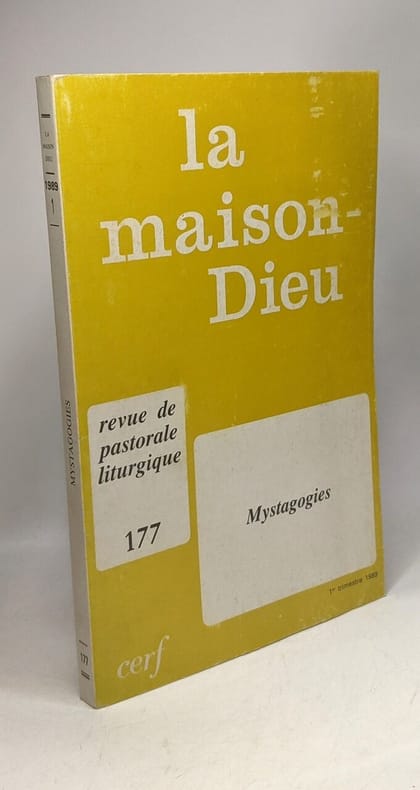 LA
MAISON
DIEU
1989
1
MYSTAGOGIES
177
la
maison-
Dieu
revue de
pastorale
liturgique
177
Mystagogies
1er trimestre 1989
cerf